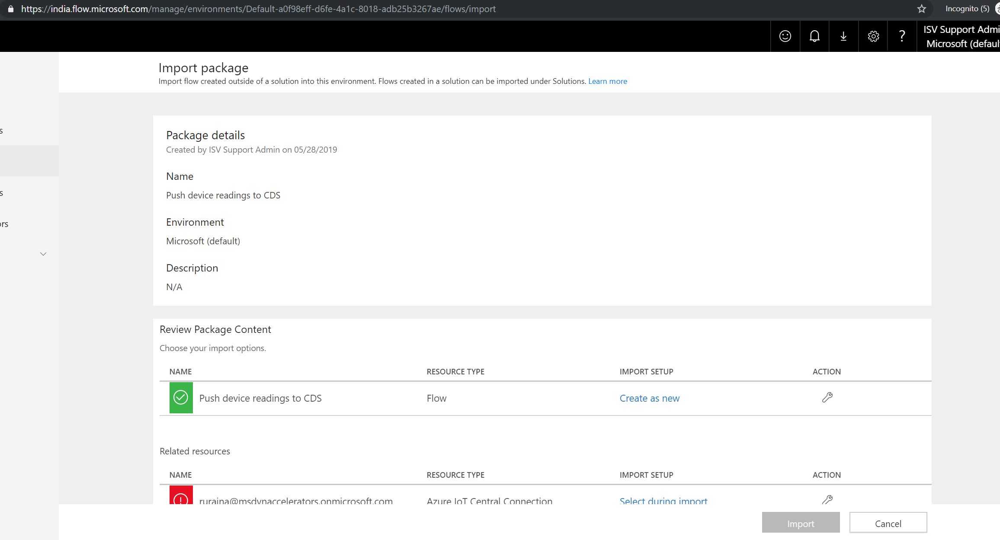 https://india.flow.microsoft.com/manage/environments/Default-a0f98eff-d6fe-4a1c-8018-adb25b3267ae/flows/import
Incognito (5)
ISV Support Admi
Microsoft (defaul
Import package
Import flow created outside of a solution into this environment. Flows created in a solution can be imported under Solutions. Learn more
s
s
ors
Package details
Created by ISV Support Admin on 05/28/2019
Name
Push device readings to CDS
Environment
Microsoft (default)
Description
N/A
Review Package Content
Choose your import options.
NAME RESOURCE TYPE IMPORT SETUP ACTION
Push device readings to CDS Flow Create as new
Related resources
NAME RESOURCE TYPE IMPORT SETUP ACTION
ruraina@msdynaccelerators.onmicrosoft.com Azure IoT Central Connection Select during import
Import Cancel